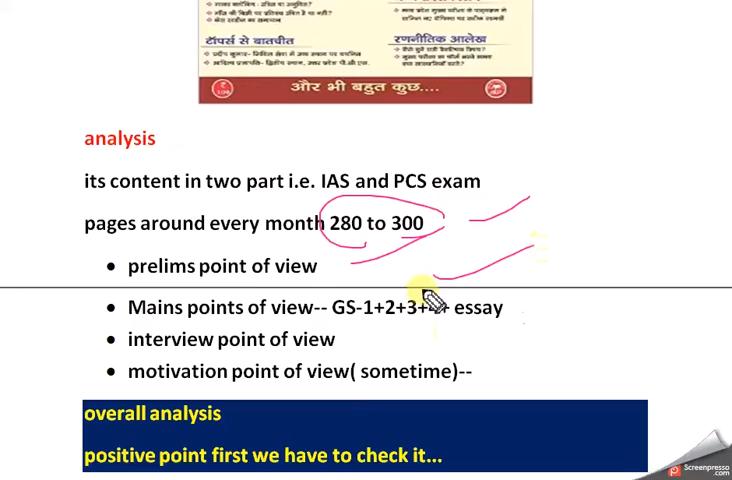 टॉपर्स से बातचीत
रणनीतिक आलेख
और भी बहुत कुछ....
analysis
its content in two part i.e. IAS and PCS exam
pages around every month 280 to 300
• prelims point of view
• Mains points of view-- GS-1+2+3+4+ essay
• interview point of view
• motivation point of view( sometime)--
overall analysis
positive point first we have to check it...
Screenpresso
.com